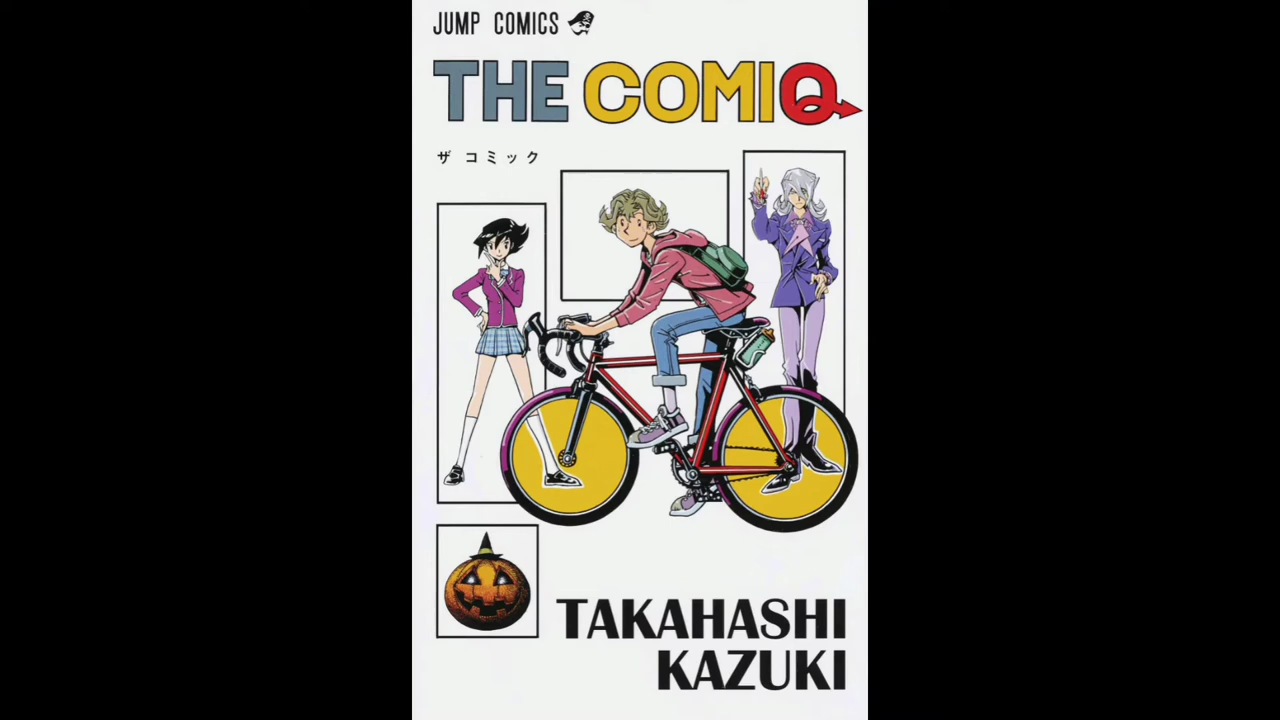 JUMP COMICS
THE COMIQ
ザ コミック
TAKAHASHI
KAZUKI